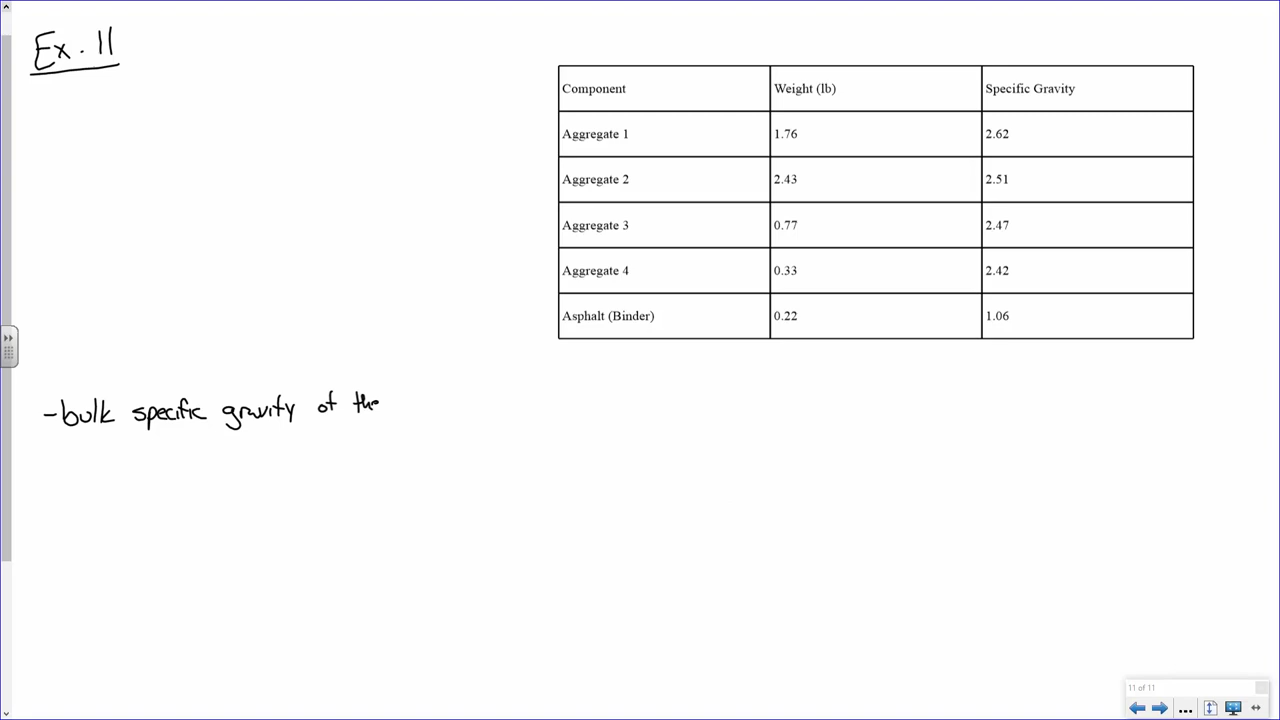 Ex. 11
Component Weight (lb) Specific Gravity
Aggregate 1 1.76 2.62
Aggregate 2 2.43 2.51
Aggregate 3 0.77 2.47
Aggregate 4 0.33 2.42
Asphalt (Binder) 0.22 1.06
-bulk specific gravity of the
11 of 11